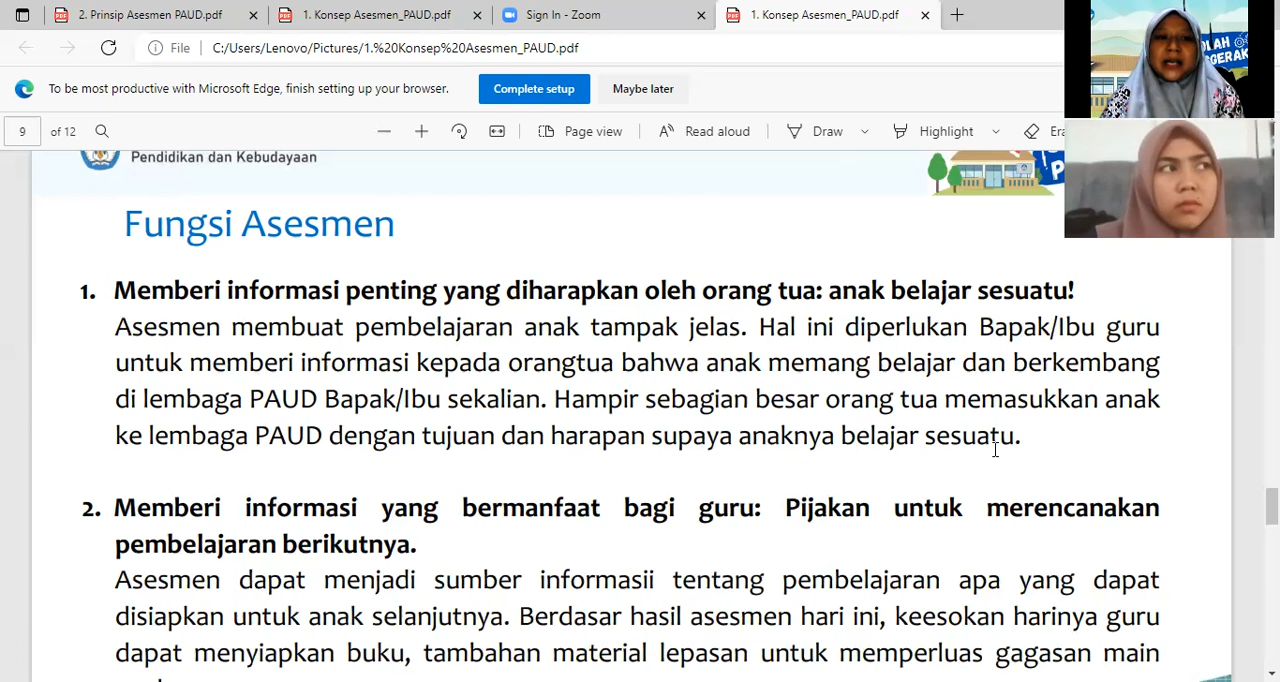 2. Prinsip Asesmen PAUD.pdf
1. Konsep Asesmen_PAUD.pdf
Sign In - Zoom
1. Konsep Asesmen_PAUD.pdf
File C:/Users/Lenovo/Pictures/1.%20Konsep%20Asesmen_PAUD.pdf
To be most productive with Microsoft Edge, finish setting up your browser. Complete setup Maybe later
9 of 12 Page view Read aloud Draw Highlight Era
OLAH
GGERAK
Pendidikan dan Kebudayaan
Fungsi Asesmen
1. Memberi informasi penting yang diharapkan oleh orang tua: anak belajar sesuatu!
Asesmen membuat pembelajaran anak tampak jelas. Hal ini diperlukan Bapak/Ibu guru
untuk memberi informasi kepada orangtua bahwa anak memang belajar dan berkembang
di lembaga PAUD Bapak/Ibu sekalian. Hampir sebagian besar orang tua memasukkan anak
ke lembaga PAUD dengan tujuan dan harapan supaya anaknya belajar sesuatu.
2. Memberi informasi yang bermanfaat bagi guru: Pijakan untuk merencanakan
pembelajaran berikutnya.
Asesmen dapat menjadi sumber informasii tentang pembelajaran apa yang dapat
disiapkan untuk anak selanjutnya. Berdasar hasil asesmen hari ini, keesokan harinya guru
dapat menyiapkan buku, tambahan material lepasan untuk memperluas gagasan main